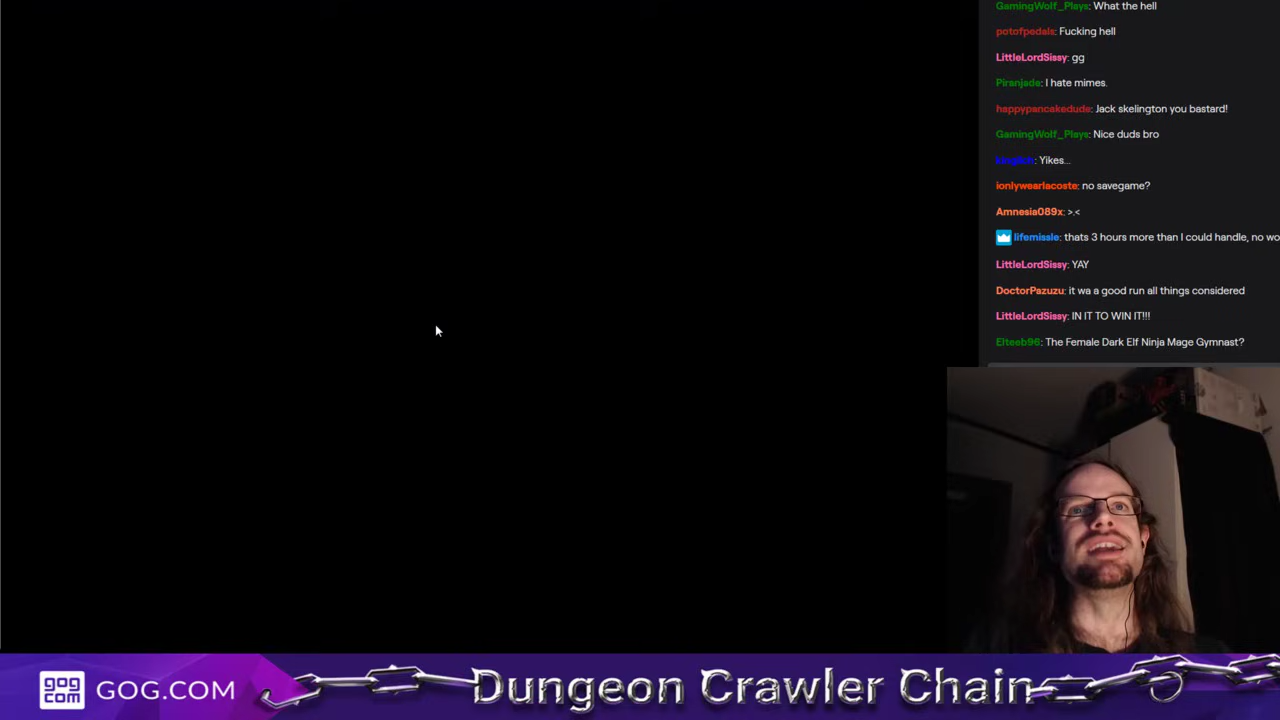 GamingWolf_Plays: What the hell
potofpedals: Fucking hell
LittleLordSissy: gg
Piranjade: I hate mimes.
happypancakedude: Jack skelington you bastard!
GamingWolf_Plays: Nice duds bro
: Yikes...
ionlywearlacoste: no savegame?
Amnesia089x: >.<
lifemissle: thats 3 hours more than I could handle, no wo
LittleLordSissy: YAY
DoctorPazuzu: it wa a good run all things considered
LittleLordSissy: IN IT TO WIN IT!!!
Elteeb96: The Female Dark Elf Ninja Mage Gymnast?
gog
com
GOG.COM
Dungeon Crawler Chain